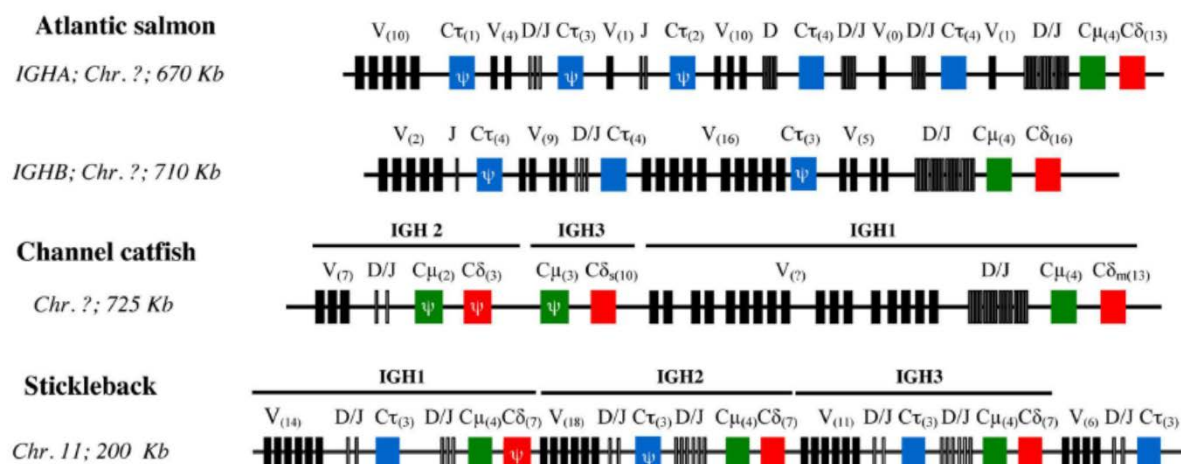 Atlantic salmon
V(10) Cτ(1) V(4) D/J Cτ(3) V(1) J Cτ(2) V(10) D Cτ(4) D/J V(0) D/J Cτ(4) V(1) D/J Cμ(4) Cδ(13)
IGHA; Chr. ?; 670 Kb
ψ ψ ψ
V(2) J Cτ(4) V(9) D/J Cτ(4) V(16) Cτ(3) V(5) D/J Cμ(4) Cδ(16)
IGHB; Chr. ?; 710 Kb
ψ ψ
IGH 2 IGH3 IGH1
Channel catfish
V(7) D/J Cμ(2) Cδ(3) Cμ(3) Cδs(10) V(?) D/J Cμ(4) Cδm(13)
Chr. ?; 725 Kb
ψ ψ ψ
Stickleback
IGH1 IGH2 IGH3
V(14) D/J Cτ(3) D/J Cμ(4) Cδ(7) V(18) D/J Cτ(3) D/J Cμ(4) Cδ(7) V(11) D/J Cτ(3) D/J Cμ(4) Cδ(7) V(6) D/J Cτ(3)
Chr. 11; 200 Kb
ψ ψ